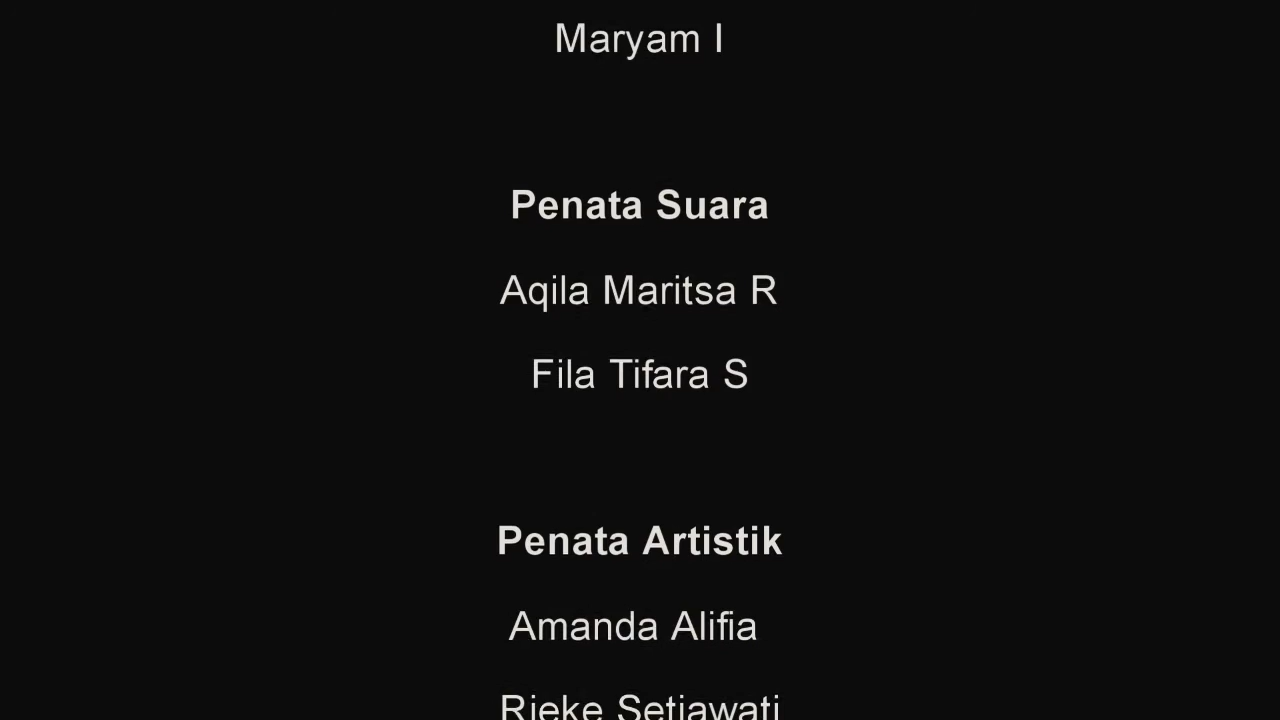 Maryam I
Penata Suara
Aqila Maritsa R
Fila Tifara S
Penata Artistik
Amanda Alifia
Rieke Setiawati